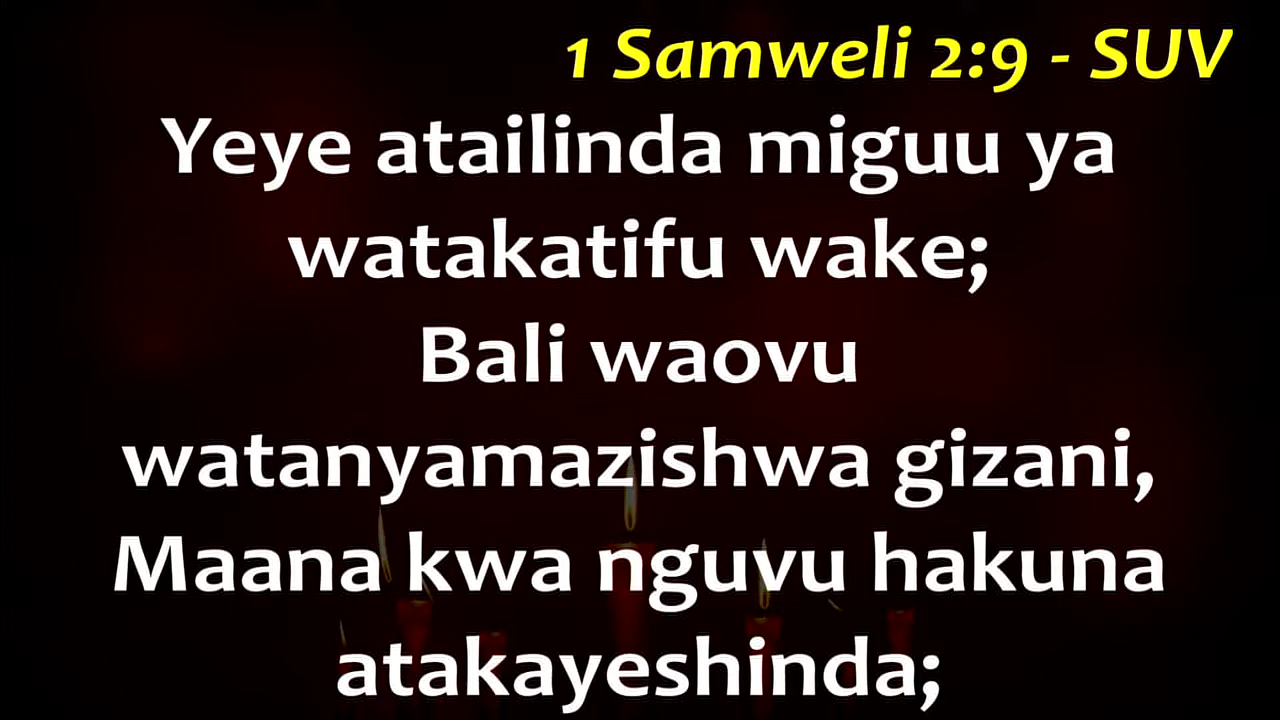 1 Samweli 2:9 - SUV
Yeye atailinda miguu ya
watakatifu wake;
Bali waovu
watanyamazishwa gizani,
Maana kwa nguvu hakuna
atakayeshinda;